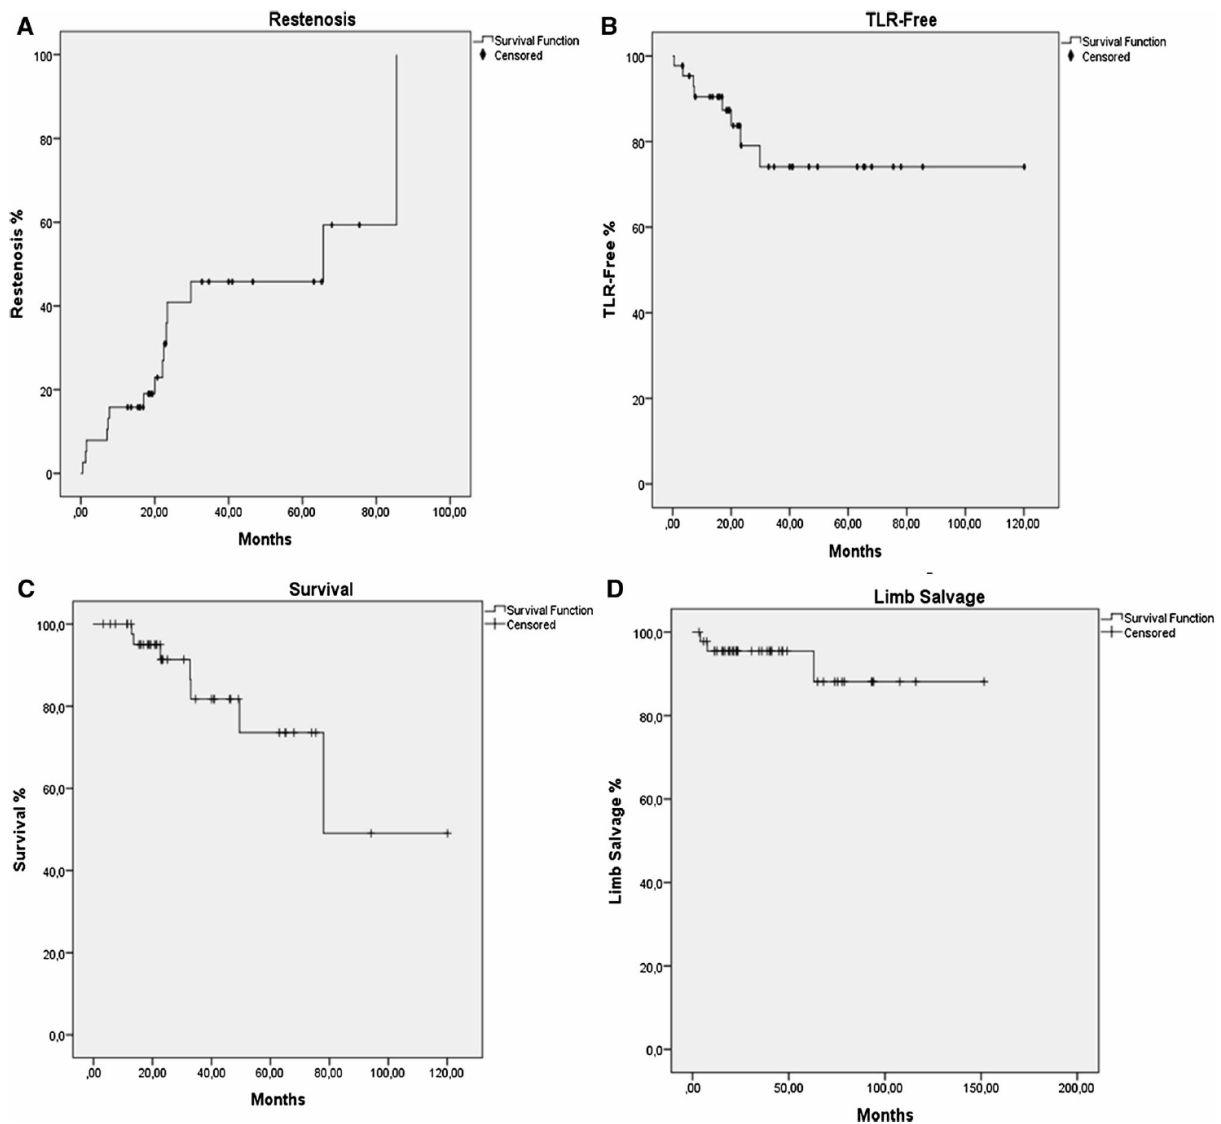 A
Restenosis
Survival Function
Censored
100
80
60
40
20
0
Restenosis %
,00
20,00
40,00
60,00
80,00
100,00
Months
B
TLR-Free
Survival Function
Censored
100
80
60
40
20
0
TLR-Free %
,00
20,00
40,00
60,00
80,00
100,00
120,00
Months
C
Survival
Survival Function
Censored
100,0
80,0
60,0
40,0
20,0
0,0
Survival %
,00
20,00
40,00
60,00
80,00
100,00
120,00
Months
D
Limb Salvage
Survival Function
Censored
100,0
80,0
60,0
40,0
20,0
0,0
Limb Salvage %
,00
50,00
100,00
150,00
200,00
Months